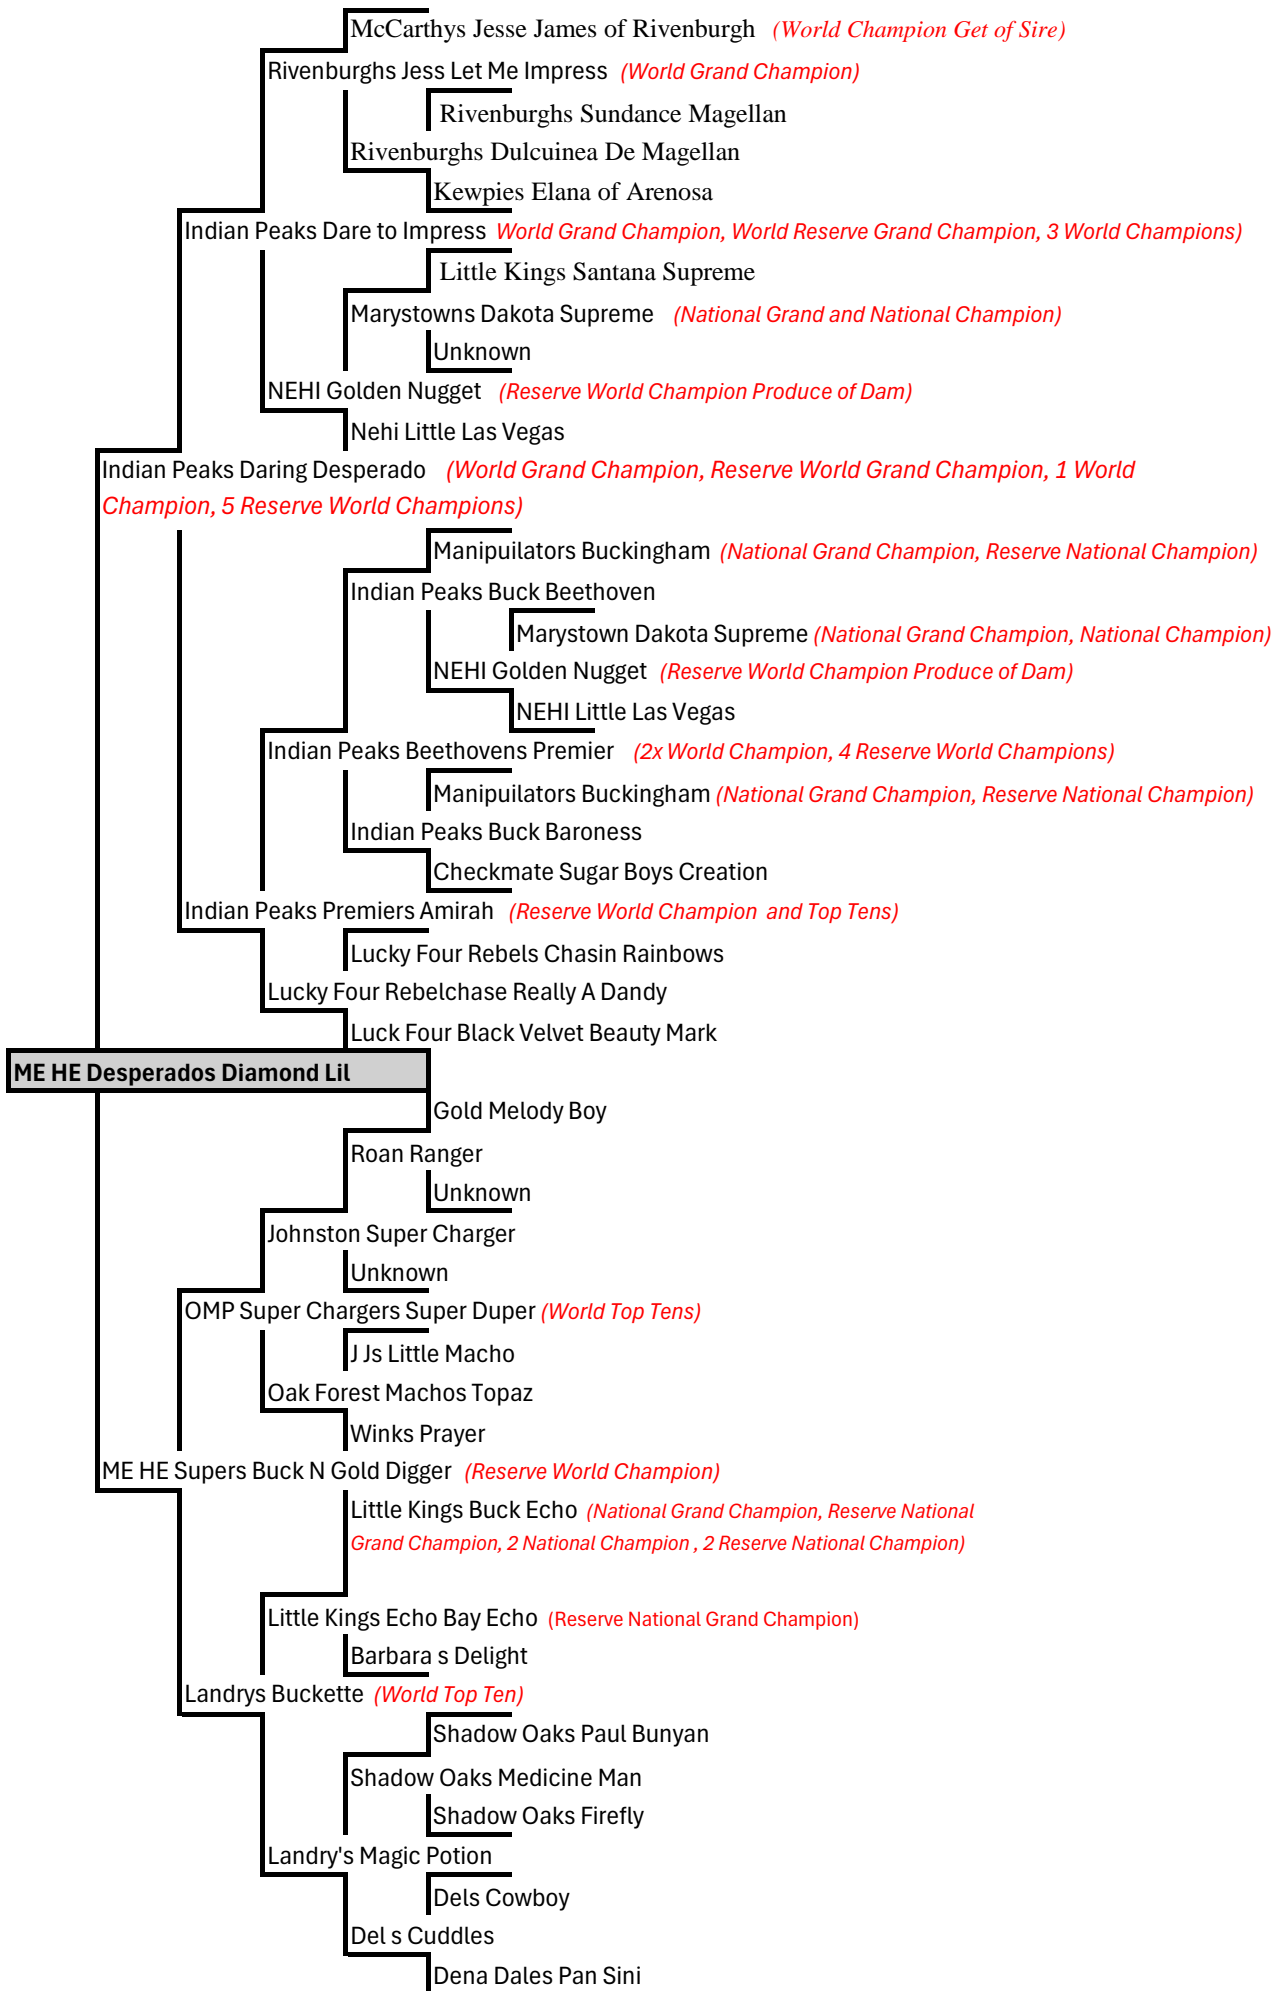 McCarthys Jesse James of Rivenburgh (World Champion Get of Sire)
Rivenburghs Jess Let Me Impress (World Grand Champion)
Rivenburghs Sundance Magellan
Rivenburghs Dulcuinea De Magellan
Kewpies Elana of Arenosa
Indian Peaks Dare to Impress World Grand Champion, World Reserve Grand Champion, 3 World Champions)
Little Kings Santana Supreme
Marystowns Dakota Supreme (National Grand and National Champion)
Unknown
NEHI Golden Nugget (Reserve World Champion Produce of Dam)
Nehi Little Las Vegas
Indian Peaks Daring Desperado (World Grand Champion, Reserve World Grand Champion, 1 World
Champion, 5 Reserve World Champions)
Manipuilators Buckingham (National Grand Champion, Reserve National Champion)
Indian Peaks Buck Beethoven
Marystown Dakota Supreme (National Grand Champion, National Champion)
NEHI Golden Nugget (Reserve World Champion Produce of Dam)
NEHI Little Las Vegas
Indian Peaks Beethovens Premier (2x World Champion, 4 Reserve World Champions)
Manipuilators Buckingham (National Grand Champion, Reserve National Champion)
Indian Peaks Buck Baroness
Checkmate Sugar Boys Creation
Indian Peaks Premiers Amirah (Reserve World Champion and Top Tens)
Lucky Four Rebels Chasin Rainbows
Lucky Four Rebelchase Really A Dandy
Luck Four Black Velvet Beauty Mark
ME HE Desperados Diamond Lil
Gold Melody Boy
Roan Ranger
Unknown
Johnston Super Charger
Unknown
OMP Super Chargers Super Duper (World Top Tens)
J Js Little Macho
Oak Forest Machos Topaz
Winks Prayer
ME HE Supers Buck N Gold Digger (Reserve World Champion)
Little Kings Buck Echo (National Grand Champion, Reserve National
Grand Champion, 2 National Champion , 2 Reserve National Champion)
Little Kings Echo Bay Echo (Reserve National Grand Champion)
Barbara s Delight
Landrys Buckette (World Top Ten)
Shadow Oaks Paul Bunyan
Shadow Oaks Medicine Man
Shadow Oaks Firefly
Landry's Magic Potion
Dels Cowboy
Del s Cuddles
Dena Dales Pan Sini